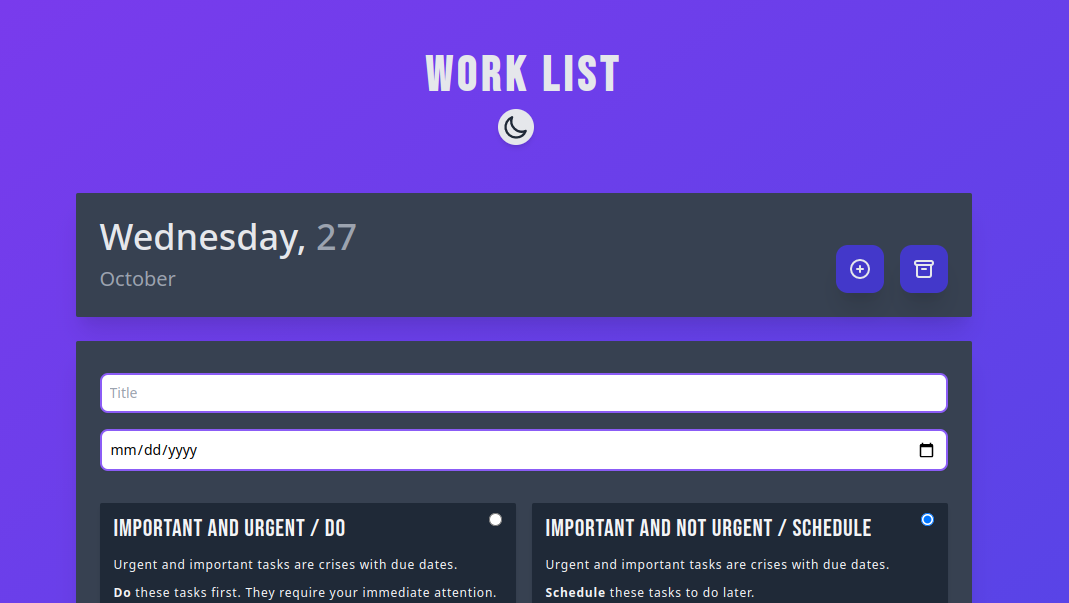 WORK LIST
Wednesday, 27
October
Title
mm/dd/yyyy
IMPORTANT AND URGENT / DO
Urgent and important tasks are crises with due dates.
Do these tasks first. They require your immediate attention.
IMPORTANT AND NOT URGENT / SCHEDULE
Urgent and important tasks are crises with due dates.
Schedule these tasks to do later.